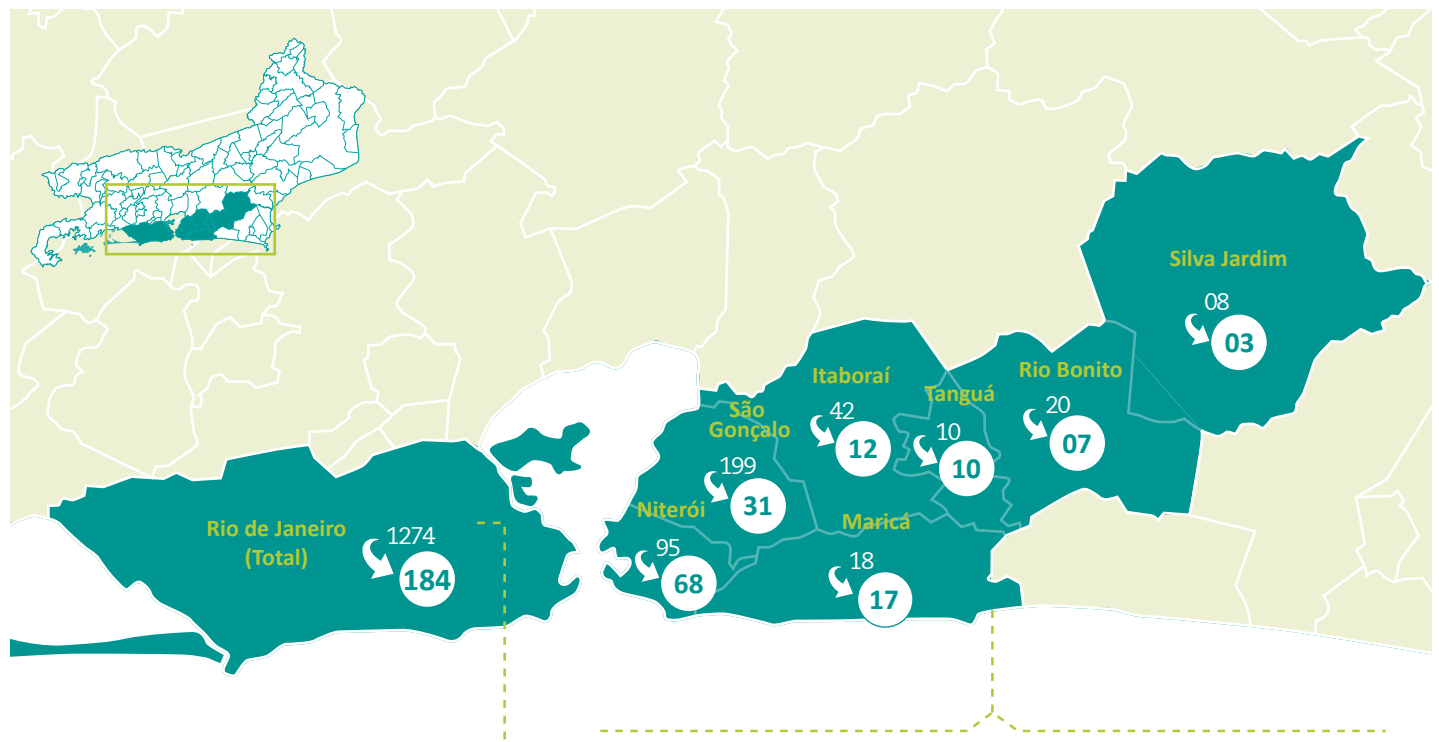 Silva Jardim
08
03
Rio Bonito
20
07
Itaboraí
42
12
Tanguá
10
10
São
Gonçalo
199
31
Niterói
95
68
Maricá
18
17
Rio de Janeiro
(Total)
1274
184